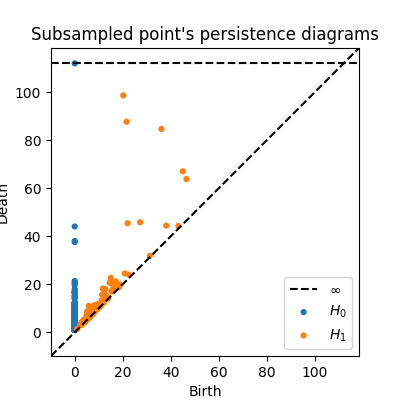 Subsampled point's persistence diagrams
100
80
60
40
20
0
Death
∞
H₀
H₁
0 20 40 60 80 100
Birth